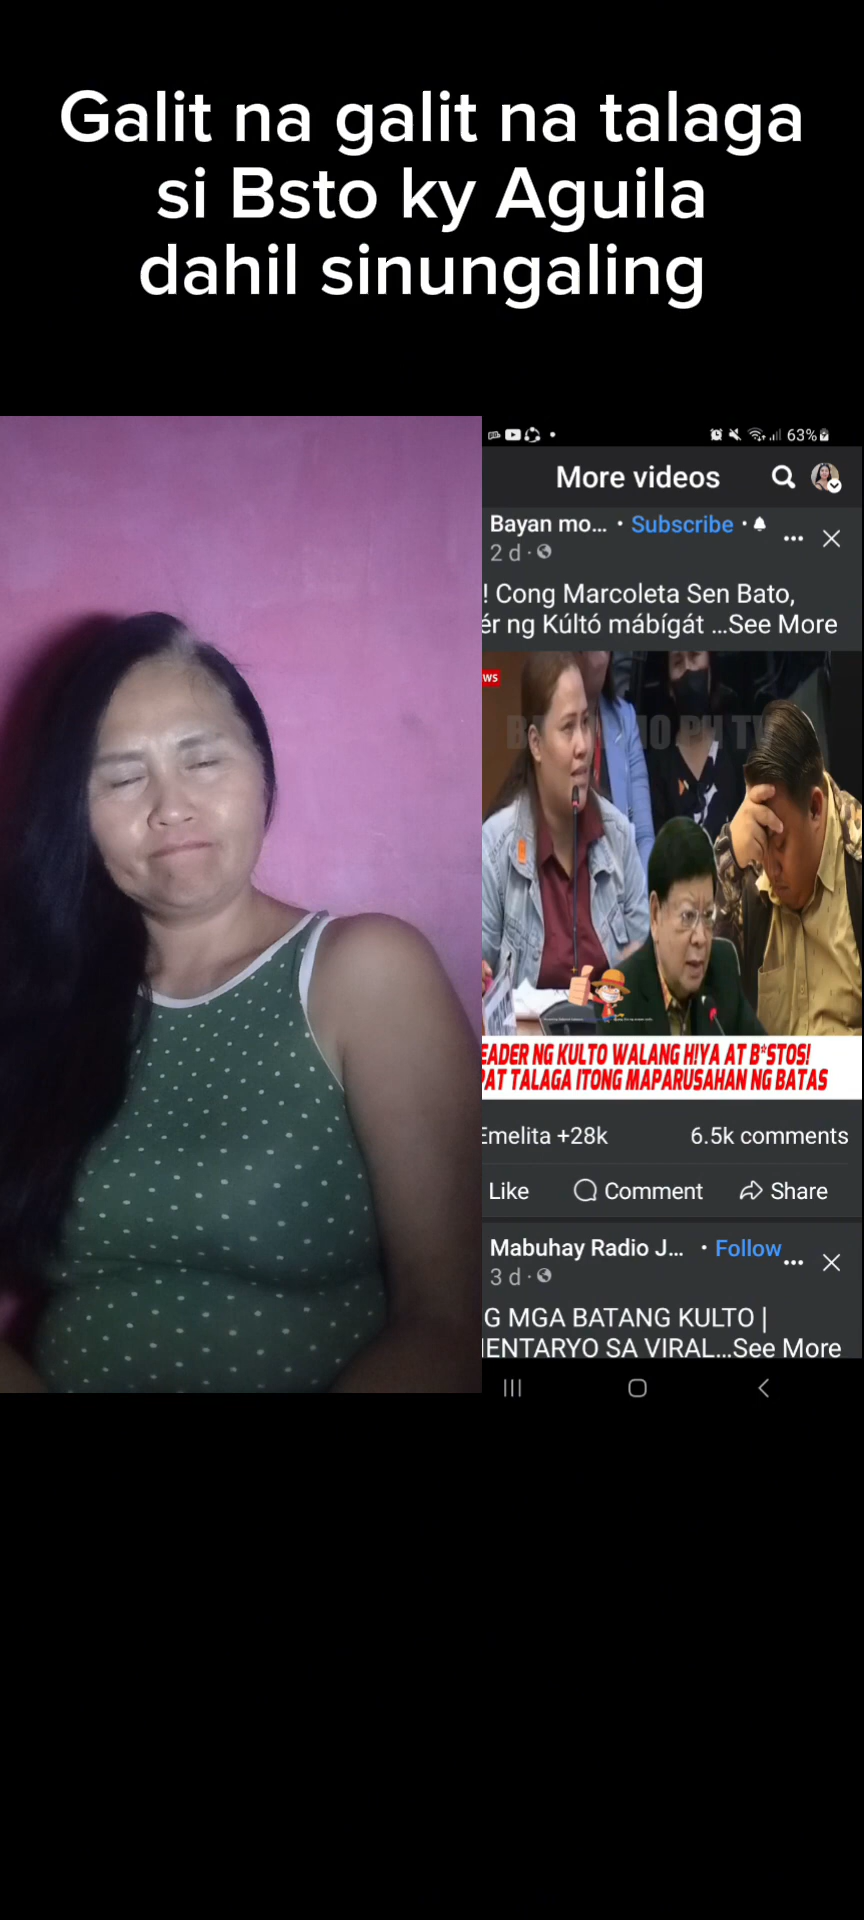 Galit na galit na talaga
si Bsto ky Aguila
dahil sinungaling
63%
More videos
Bayan mo... • Subscribe •
2 d ·
! Cong Marcoleta Sen Bato,
ér ng Kúltó mábígát ...See More
WS
EADER NG KULTO WALANG H!YA AT B*STOS!
PAT TALAGA ITONG MAPARUSAHAN NG BATAS
Emelita +28k 6.5k comments
Like Comment Share
Mabuhay Radio J... • Follow
3 d ·
G MGA BATANG KULTO |
MENTARYO SA VIRAL...See More